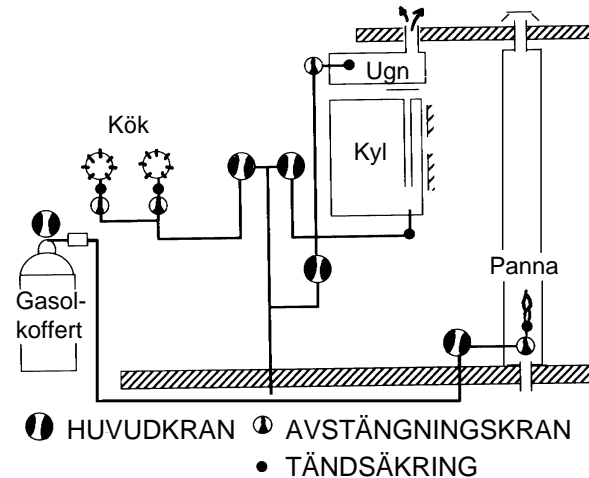 Ugn
Kök
Kyl
Panna
Gasol-
koffert
HUVUDKRAN
AVSTÄNGNINGSKRAN
TÄNDSÄKRING